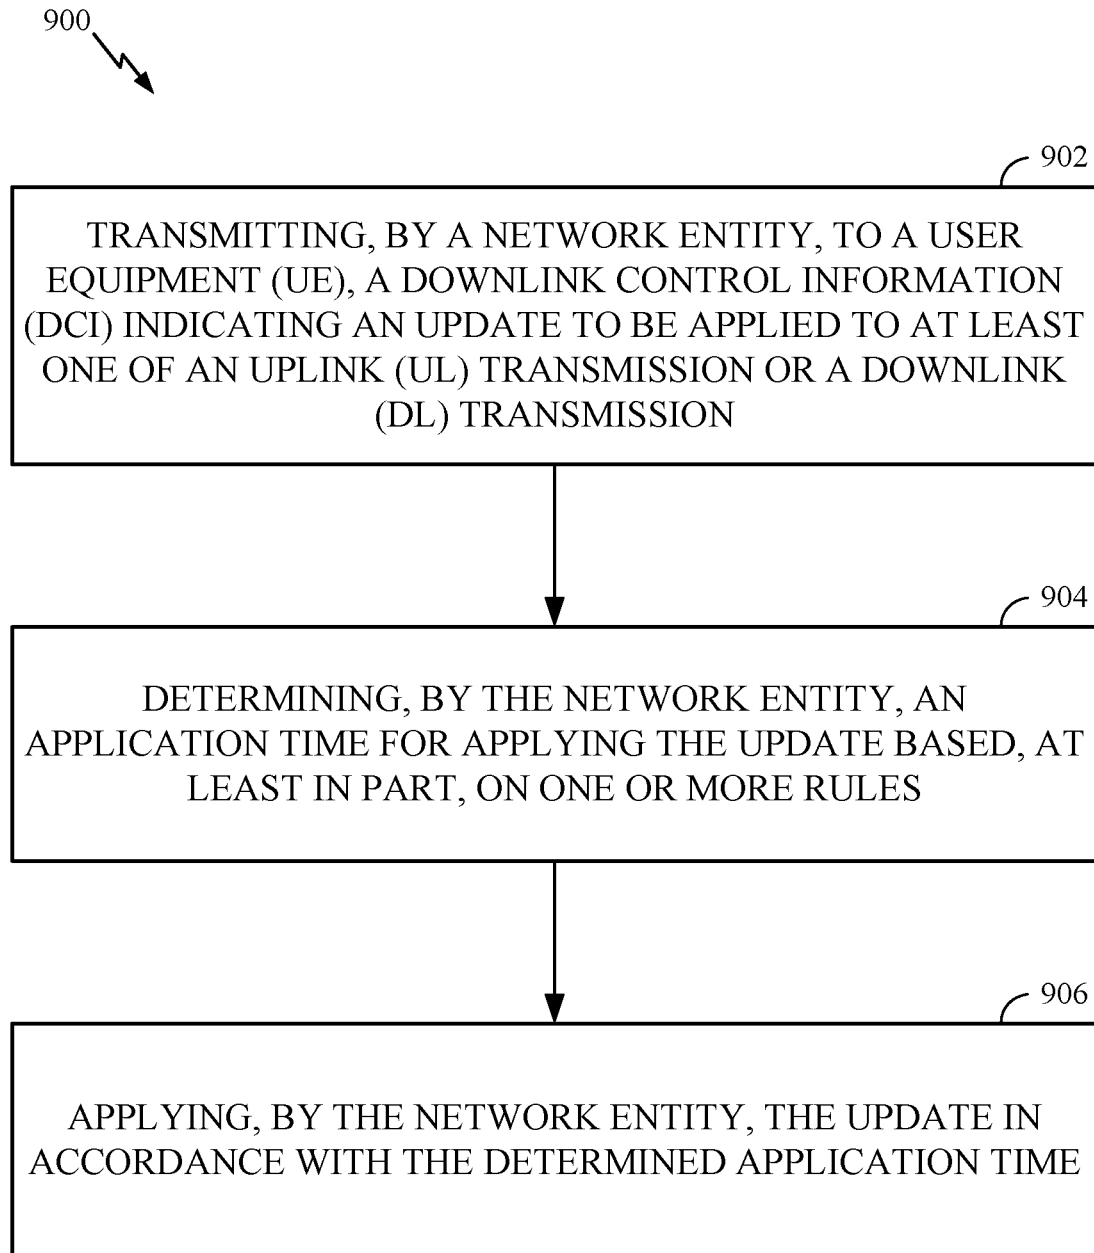 900
902
TRANSMITTING, BY A NETWORK ENTITY, TO A USER
EQUIPMENT (UE), A DOWNLINK CONTROL INFORMATION
(DCI) INDICATING AN UPDATE TO BE APPLIED TO AT LEAST
ONE OF AN UPLINK (UL) TRANSMISSION OR A DOWNLINK
(DL) TRANSMISSION
904
DETERMINING, BY THE NETWORK ENTITY, AN
APPLICATION TIME FOR APPLYING THE UPDATE BASED, AT
LEAST IN PART, ON ONE OR MORE RULES
906
APPLYING, BY THE NETWORK ENTITY, THE UPDATE IN
ACCORDANCE WITH THE DETERMINED APPLICATION TIME